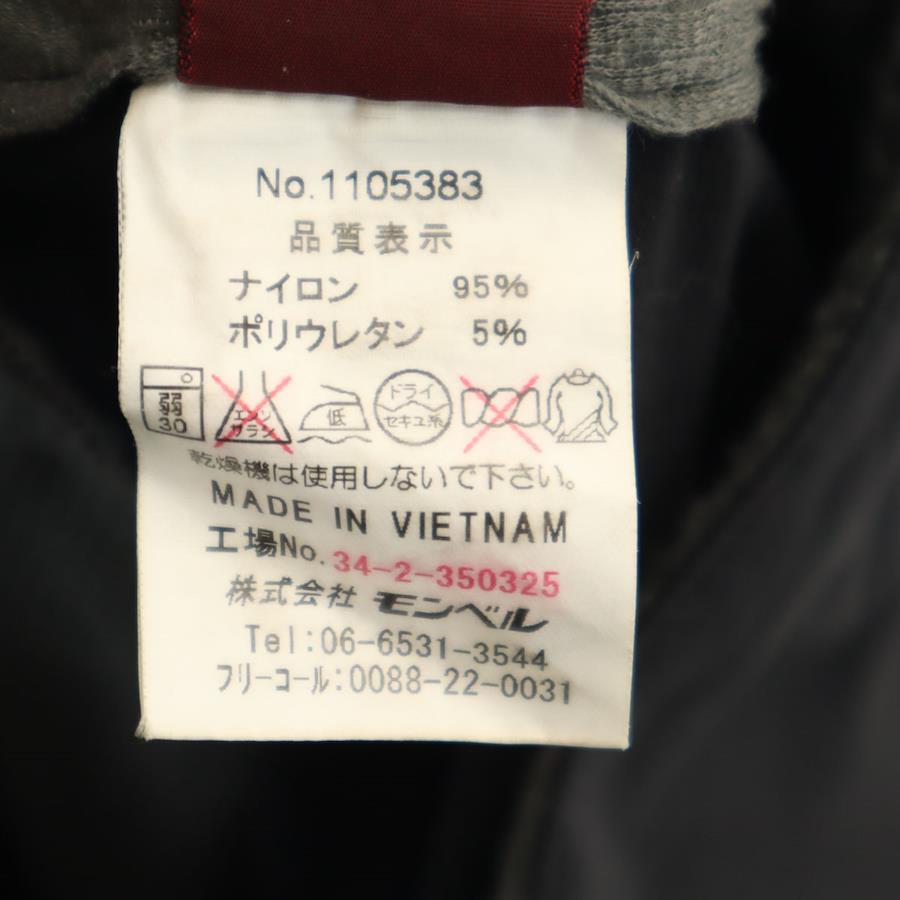 No.1105383
品質表示
ナイロン 95%
ポリウレタン 5%
弱 30 エンソ サラシ 低 ドライ セキユ系
乾燥機は使用しないで下さい。
MADE IN VIETNAM
工場No. 34-2-350325
株式会社 モンベル
Tel:06-6531-3544
フリーコール:0088-22-0031